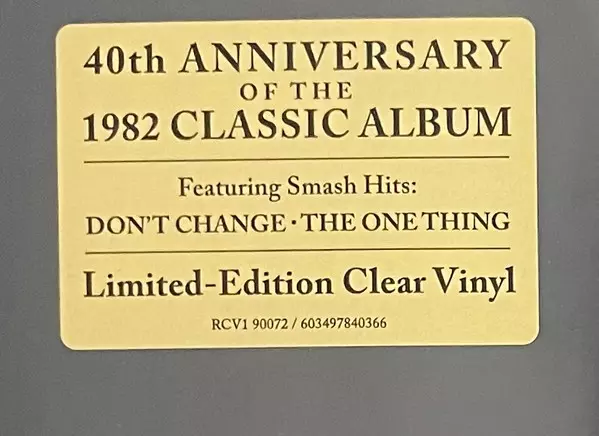 40th ANNIVERSARY
OF THE
1982 CLASSIC ALBUM
Featuring Smash Hits:
DON'T CHANGE · THE ONE THING
Limited-Edition Clear Vinyl
RCV1 90072 / 603497840366